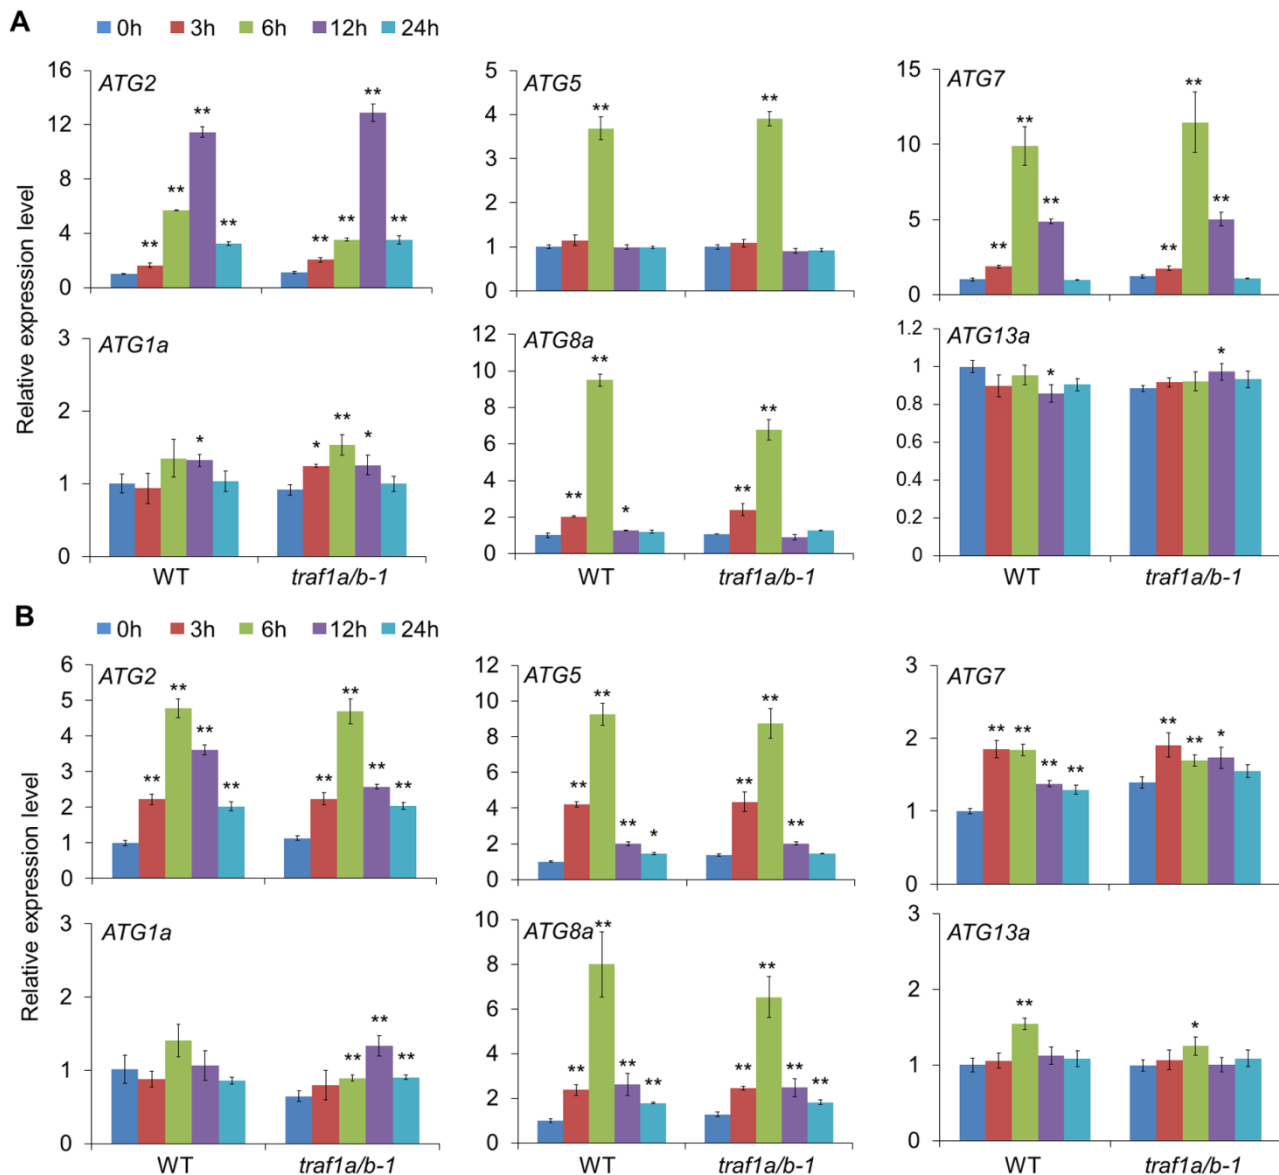 A
0h 3h 6h 12h 24h
Relative expression level
ATG2
16
12
8
4
0
** ** ** ** ** ** ** **
ATG5
5
4
3
2
1
0
** **
ATG7
15
10
5
0
** ** ** ** ** **
Relative expression level
ATG1a
3
2
1
0
* * ** *
WT traf1a/b-1
ATG8a
12
10
8
6
4
2
0
** ** * ** **
WT traf1a/b-1
ATG13a
1.2
1
0.8
0.6
0.4
0.2
0
* *
WT traf1a/b-1
B
0h 3h 6h 12h 24h
Relative expression level
ATG2
6
5
4
3
2
1
0
** ** ** ** ** ** ** **
ATG5
12
10
8
6
4
2
0
** ** ** * ** ** **
ATG7
3
2
1
0
** ** ** ** ** ** *
Relative expression level
ATG1a
3
2
1
0
** ** **
WT traf1a/b-1
ATG8a
10
8
6
4
2
0
** ** ** ** ** ** ** **
WT traf1a/b-1
ATG13a
3
2
1
0
** *
WT traf1a/b-1